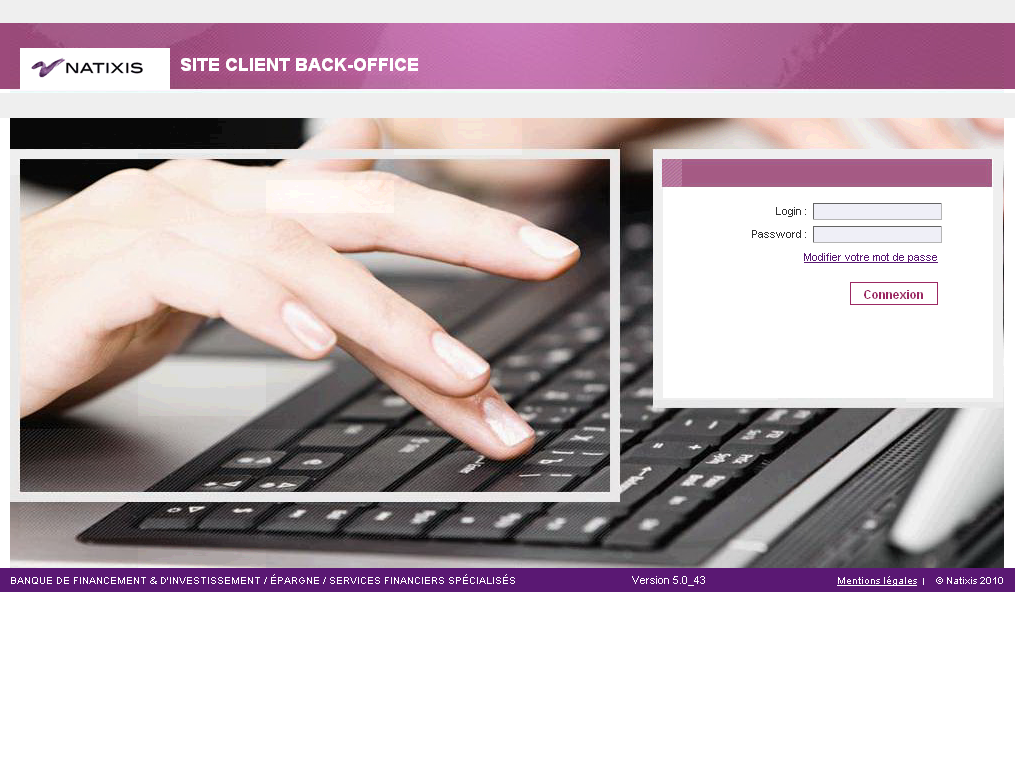 NATIXIS
SITE CLIENT BACK-OFFICE
Login :
Password :
Modifier votre mot de passe
Connexion
BANQUE DE FINANCEMENT & D'INVESTISSEMENT / ÉPARGNE / SERVICES FINANCIERS SPÉCIALISÉS
Version 5.0_43
Mentions légales | © Natixis 2010